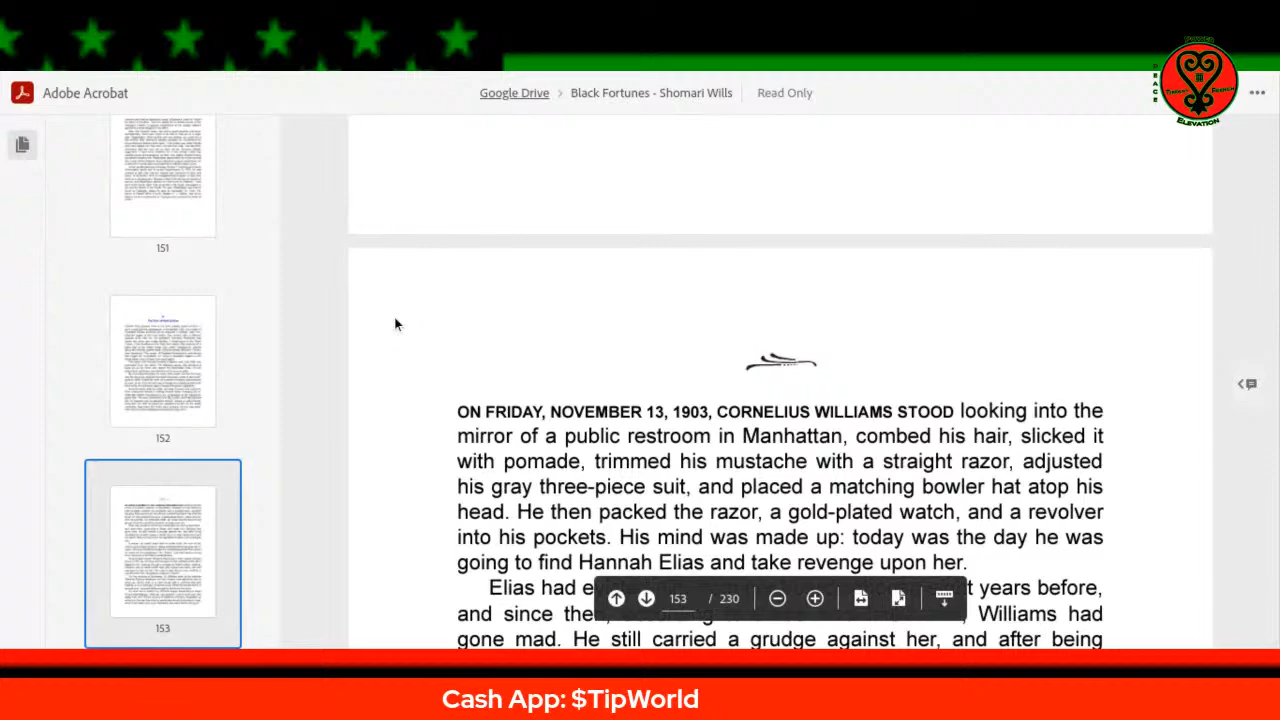 POWER
PEACE
ELEVATION
Adobe Acrobat
Google Drive > Black Fortunes - Shomari Wills
Read Only
151
152
153
ON FRIDAY, NOVEMBER 13, 1903, CORNELIUS WILLIAMS STOOD looking into the
mirror of a public restroom in Manhattan, combed his hair, slicked it
with pomade, trimmed his mustache with a straight razor, adjusted
his gray three-piece suit, and placed a matching bowler hat atop his
head. He then packed the razor, a gold-plated watch, and a revolver
into his pockets. His mind was made up: today was the day he was
going to find Hannah Elias and take revenge upon her.
Elias had e t years before,
and since then, Williams had
gone mad. He still carried a grudge against her, and after being
153 / 230
Cash App: $TipWorld